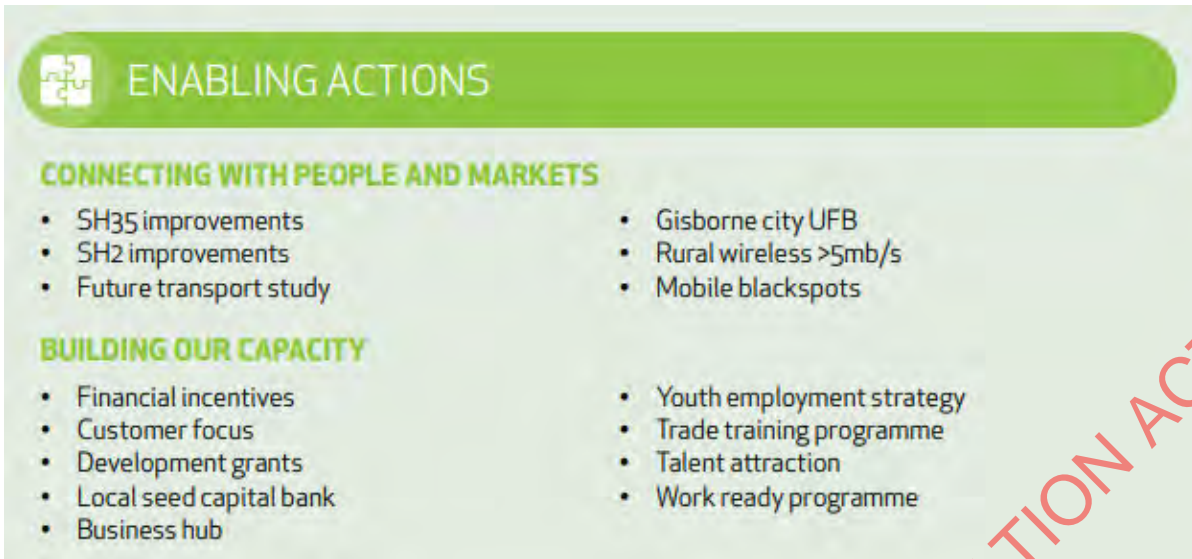 ENABLING ACTIONS
CONNECTING WITH PEOPLE AND MARKETS
• SH35 improvements
• SH2 improvements
• Future transport study
• Gisborne city UFB
• Rural wireless >5mb/s
• Mobile blackspots
BUILDING OUR CAPACITY
• Financial incentives
• Customer focus
• Development grants
• Local seed capital bank
• Business hub
• Youth employment strategy
• Trade training programme
• Talent attraction
• Work ready programme